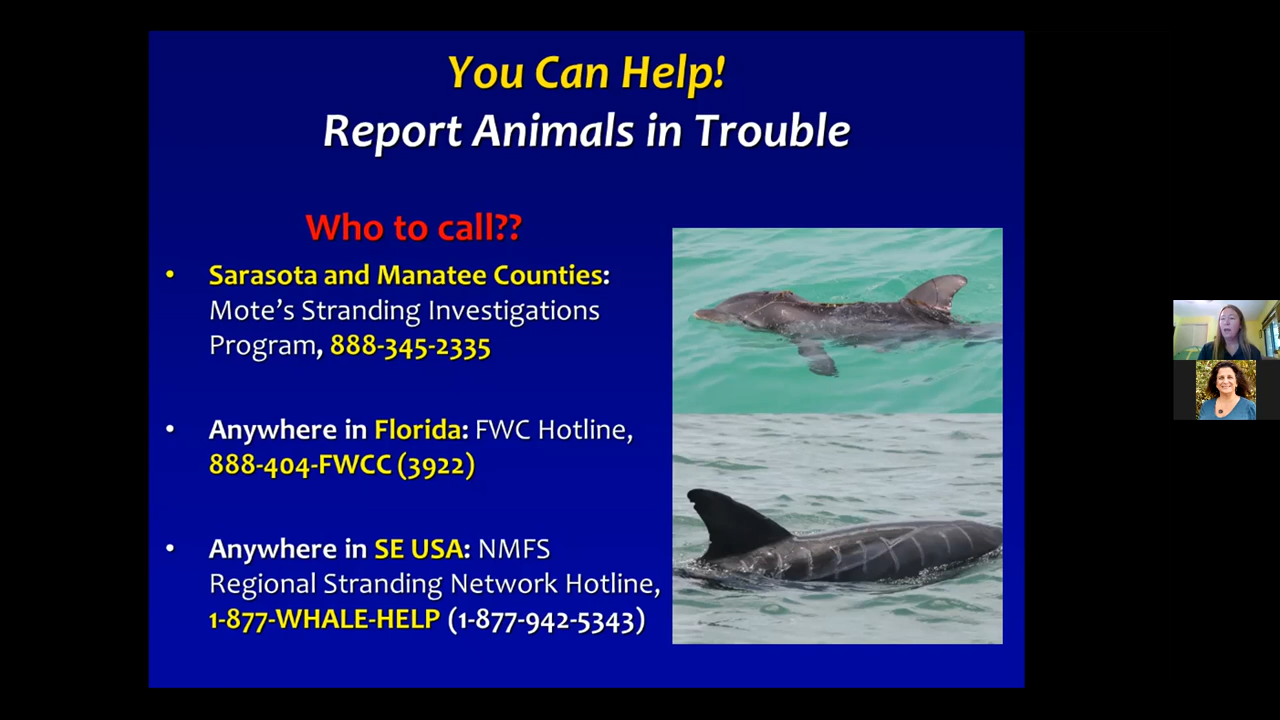 You Can Help!
Report Animals in Trouble
Who to call??
• Sarasota and Manatee Counties:
Mote's Stranding Investigations
Program, 888-345-2335
• Anywhere in Florida: FWC Hotline,
888-404-FWCC (3922)
• Anywhere in SE USA: NMFS
Regional Stranding Network Hotline,
1-877-WHALE-HELP (1-877-942-5343)